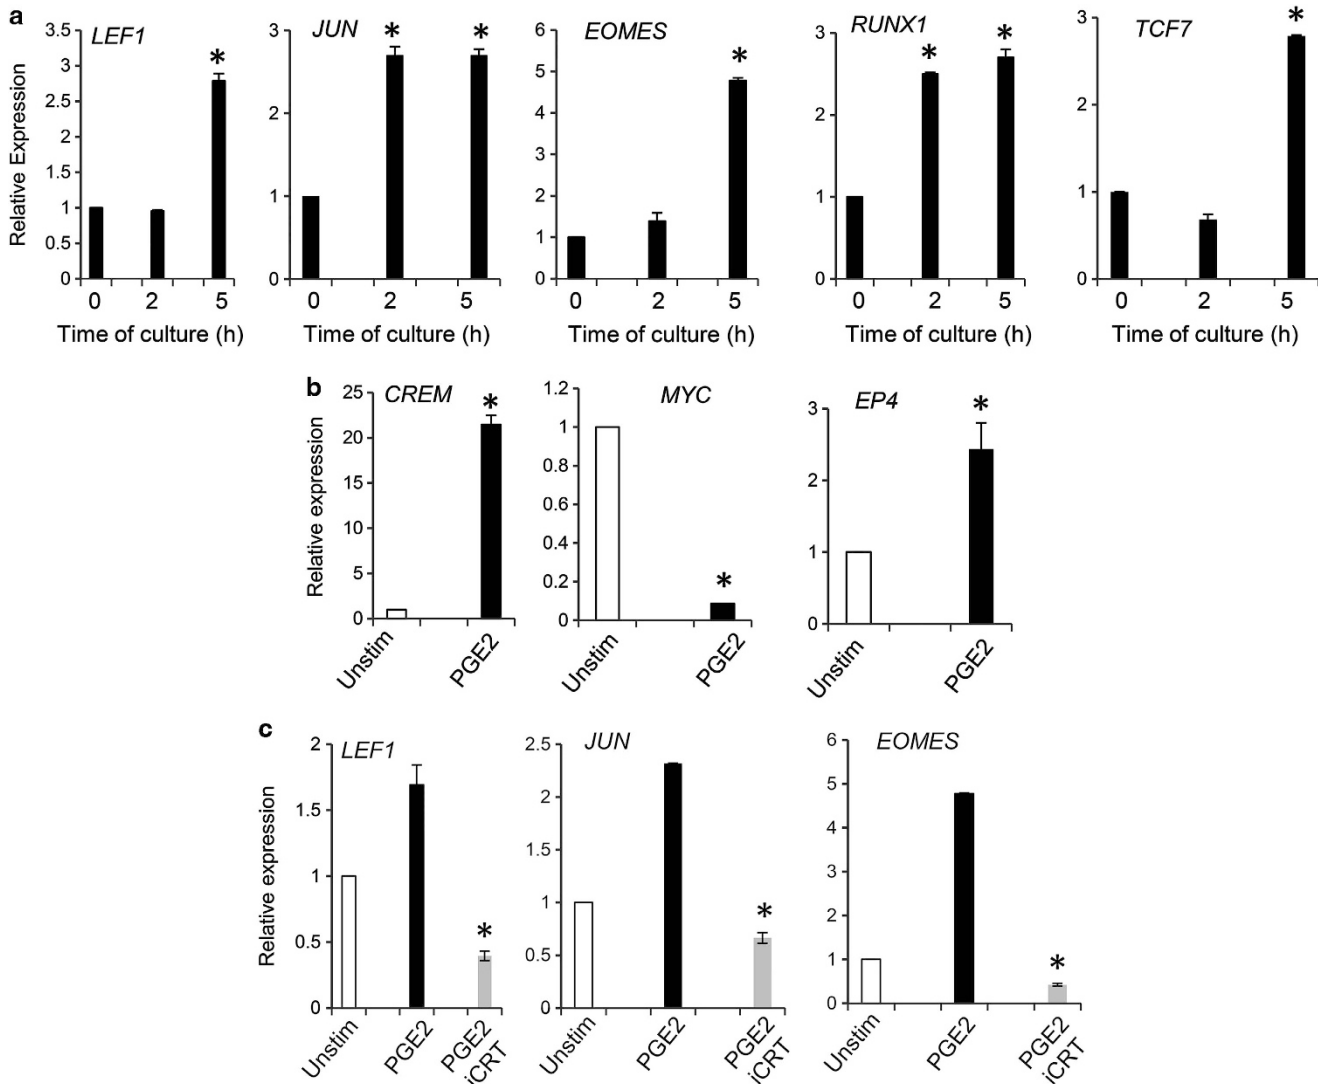 a
LEF1
JUN
EOMES
RUNX1
TCF7
Relative Expression
3.5
3
2.5
2
1.5
1
0.5
0
*
3
2
1
0
*
*
6
5
4
3
2
1
0
*
3
2
1
0
*
*
3
2
1
0
*
0 2 5
0 2 5
0 2 5
0 2 5
0 2 5
Time of culture (h)
Time of culture (h)
Time of culture (h)
Time of culture (h)
Time of culture (h)
b
CREM
MYC
EP4
Relative expression
25
20
15
10
5
0
*
1.2
1
0.8
0.6
0.4
0.2
0
*
3
2
1
0
*
Unstim
PGE2
Unstim
PGE2
Unstim
PGE2
c
LEF1
JUN
EOMES
Relative expression
2
1.5
1
0.5
0
*
2.5
2
1.5
1
0.5
0
*
6
5
4
3
2
1
0
*
Unstim
PGE2
PGE2
iCRT
Unstim
PGE2
PGE2
iCRT
Unstim
PGE2
PGE2
iCRT